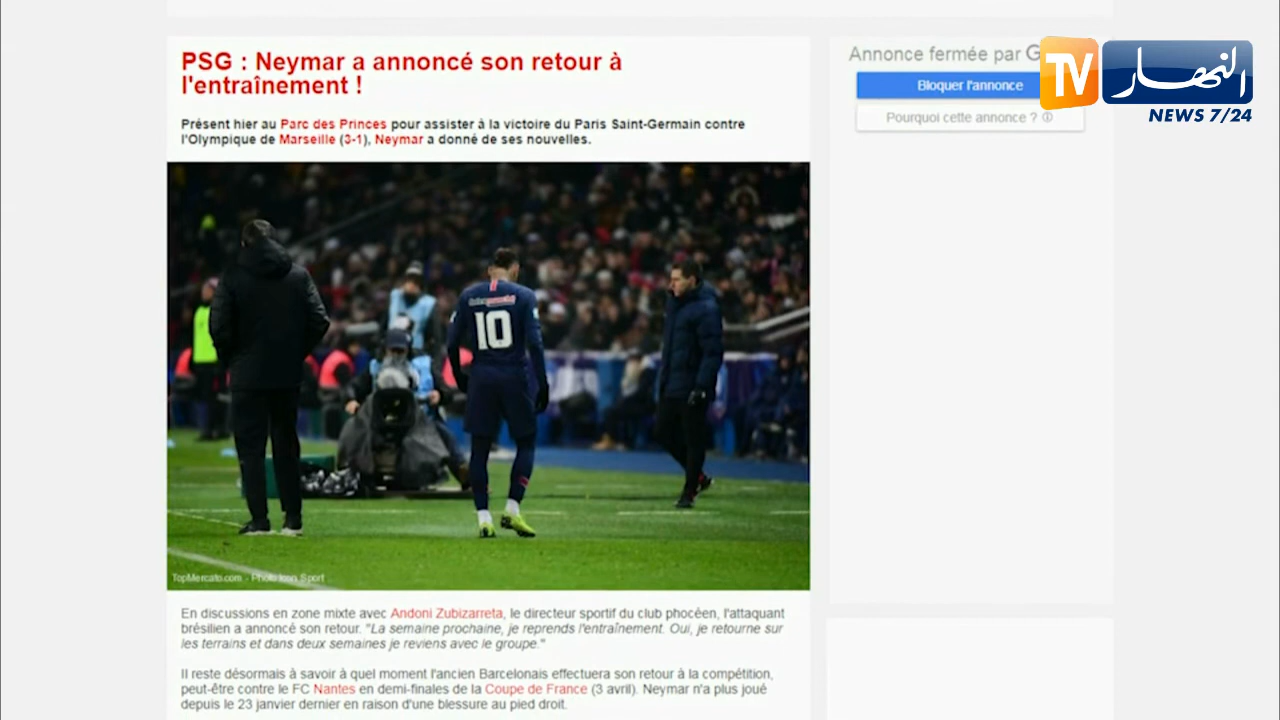 PSG : Neymar a annoncé son retour à
l'entraînement !
Présent hier au Parc des Princes pour assister à la victoire du Paris Saint-Germain contre
l'Olympique de Marseille (3-1), Neymar a donné de ses nouvelles.
10
TopMercato.com - Photo Icon Sport
En discussions en zone mixte avec Andoni Zubizarreta, le directeur sportif du club phocéen, l'attaquant
brésilien a annoncé son retour. "La semaine prochaine, je reprends l'entraînement. Oui, je retourne sur
les terrains et dans deux semaines je reviens avec le groupe."
Il reste désormais à savoir à quel moment l'ancien Barcelonais effectuera son retour à la compétition,
peut-être contre le FC Nantes en demi-finales de la Coupe de France (3 avril). Neymar n'a plus joué
depuis le 23 janvier dernier en raison d'une blessure au pied droit.
Annonce fermée par G
Bloquer l'annonce
Pourquoi cette annonce ?
TV النهار
NEWS 7/24